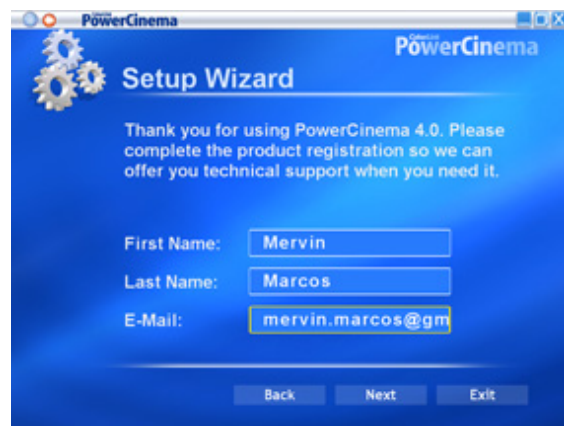 PowerCinema
CyberLink
PowerCinema
Setup Wizard
Thank you for using PowerCinema 4.0. Please
complete the product registration so we can
offer you technical support when you need it.
First Name: Mervin
Last Name: Marcos
E-Mail: mervin.marcos@gm
Back Next Exit